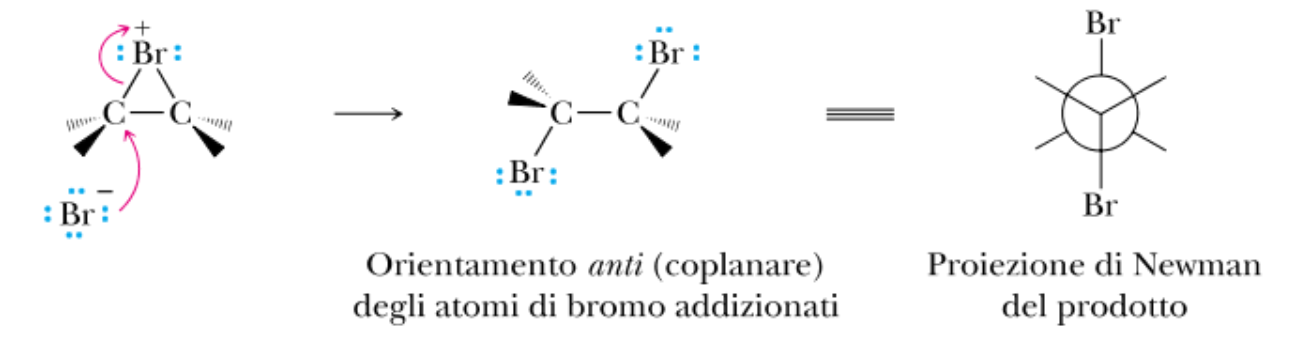 +
Br
C C
Br −
Br
C C
Br
Br
Br
Orientamento anti (coplanare)
degli atomi di bromo addizionati
Proiezione di Newman
del prodotto